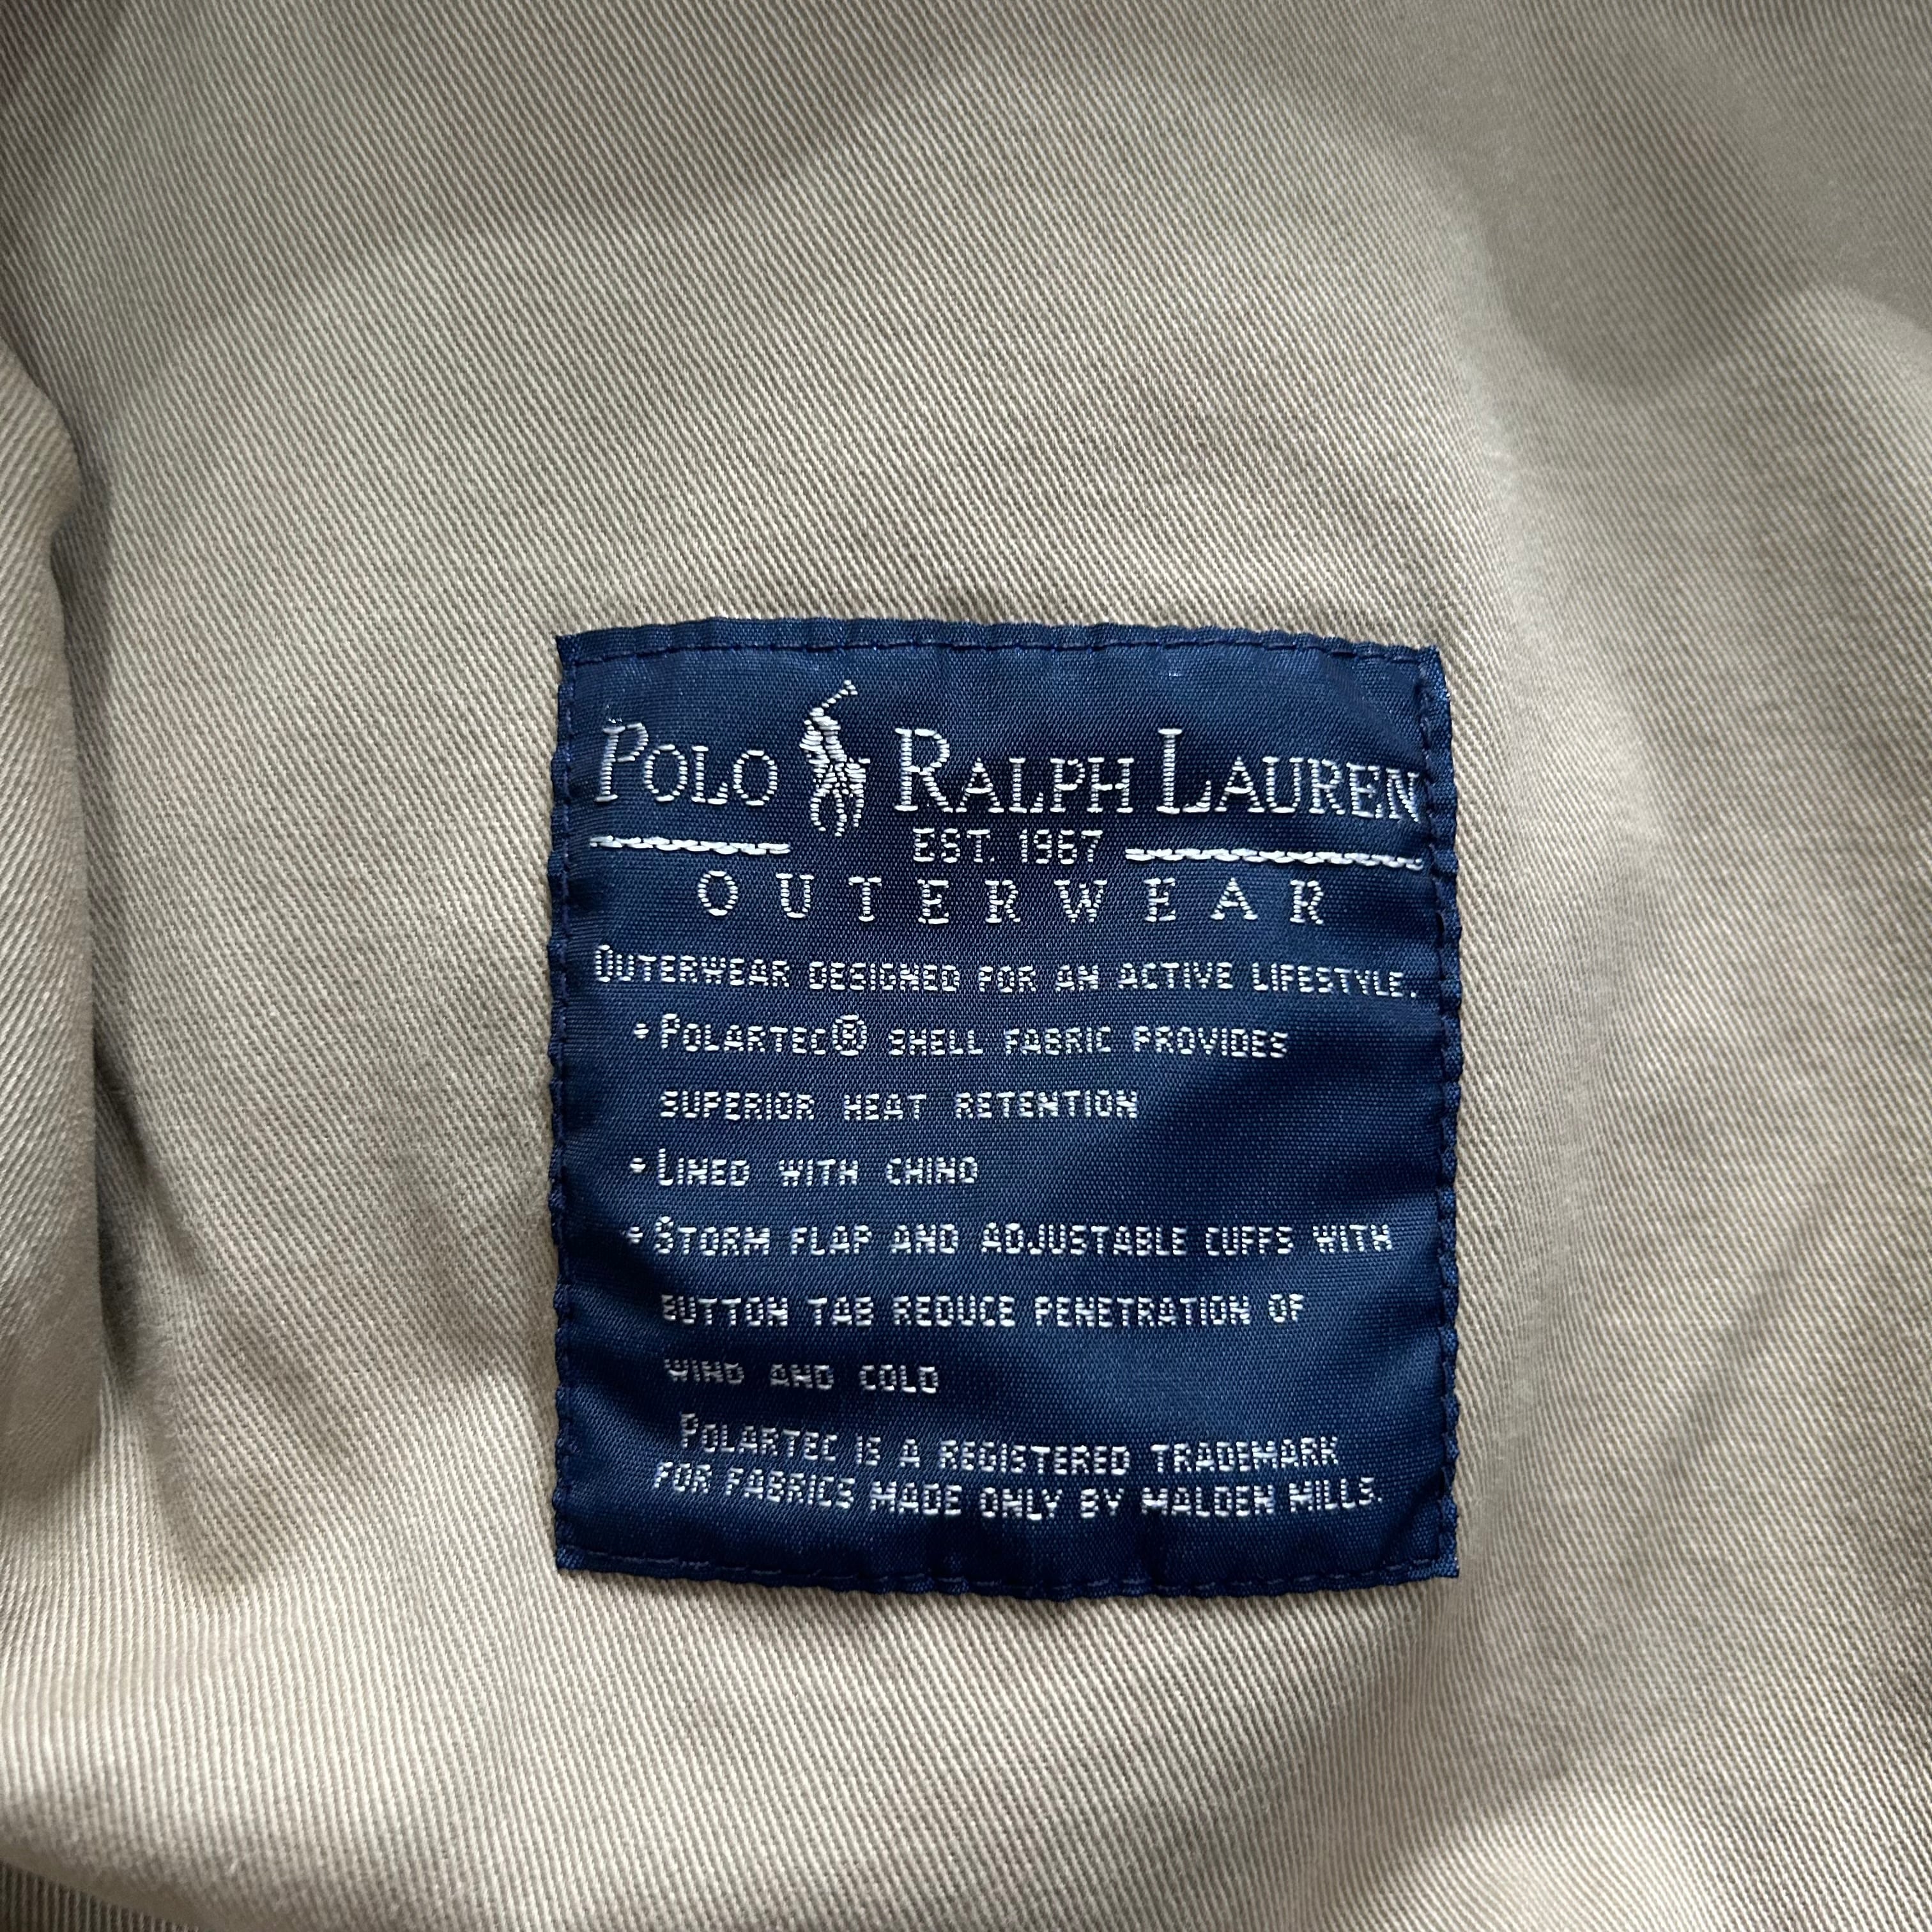 POLO RALPH LAUREN
EST. 1967
OUTERWEAR
OUTERWEAR DESIGNED FOR AN ACTIVE LIFESTYLE.
• POLARTEC® SHELL FABRIC PROVIDES
SUPERIOR HEAT RETENTION
• LINED WITH CHINO
• STORM FLAP AND ADJUSTABLE CUFFS WITH
BUTTON TAB REDUCE PENETRATION OF
WIND AND COLD
POLARTEC IS A REGISTERED TRADEMARK
FOR FABRICS MADE ONLY BY MALDEN MILLS.